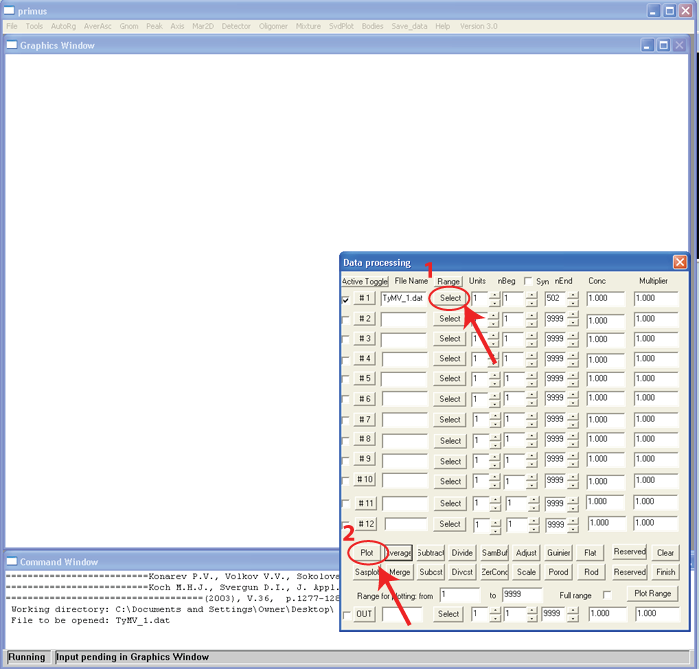 primus
File Tools AutoRg AverAsc Gnom Peak Axis Mar2D Detector Oligomer Mixture SvdPlot Bodies Save_data Help Version 3.0
Graphics Window
Data processing
1
Active Toggle File Name Range Units nBeg Syn nEnd Conc Multiplier
#1 TyMV_1.dat Select 1 1 502 1.000 1.000
#2 Select 1 1 9999 1.000 1.000
#3 Select 1 1 9999 1.000 1.000
#4 Select 1 1 9999 1.000 1.000
#5 Select 1 1 9999 1.000 1.000
#6 Select 1 1 9999 1.000 1.000
#7 Select 1 1 9999 1.000 1.000
#8 Select 1 1 9999 1.000 1.000
#9 Select 1 1 9999 1.000 1.000
#10 Select 1 1 9999 1.000 1.000
#11 Select 1 1 9999 1.000 1.000
#12 Select 1 1 9999 1.000 1.000
2
Plot Divide SamBuf Adjust Guinier Flat Reserved Clear
Sasplot Merge Subcst Divcst ZerConc Scale Porod Rod Reserved Finish
Range for plotting: from 1 to 9999 Full range Plot Range
OUT Select 1 1 9999 1.000 1.000
Command Window
=====================Konarev P.V., Volkov V.V., Sokolova
=====================Koch M.H.J., Svergun D.I., J. Appl.
=============================(2003), V.36, p.1277-128
Working directory: C:\Documents and Settings\Owner\Desktop\
File to be opened: TyMV_1.dat
Running Input pending in Graphics Window